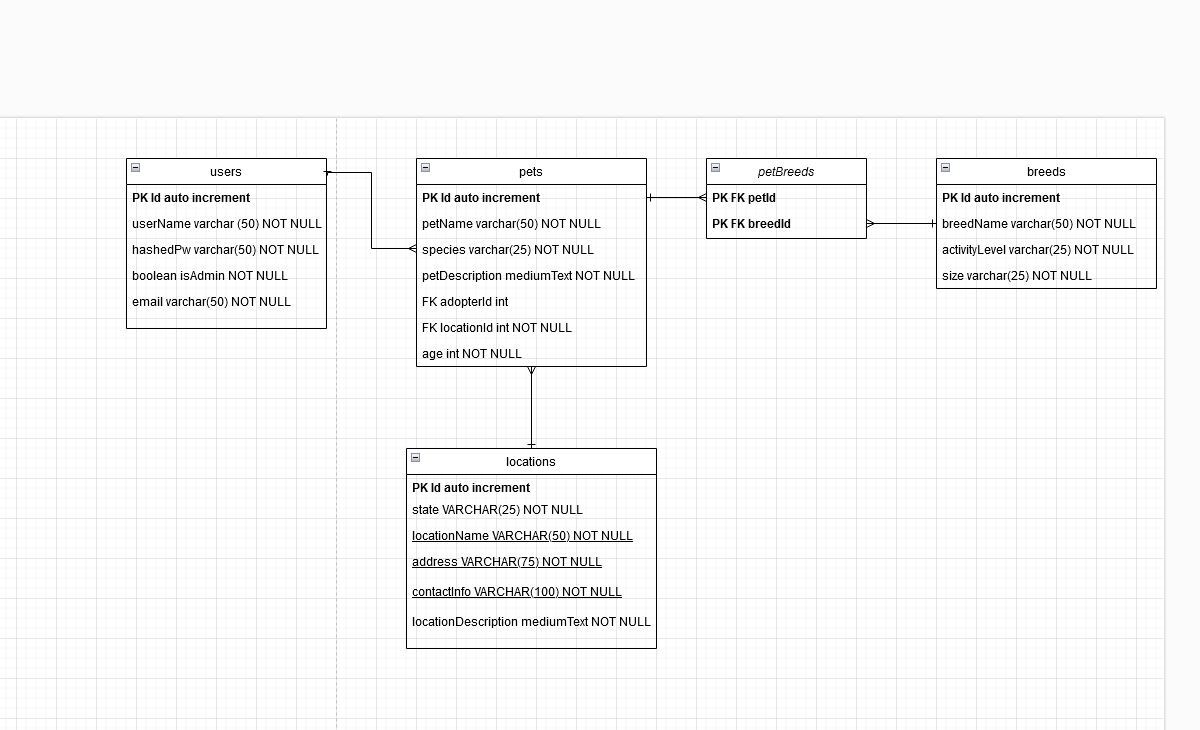 users
PK Id auto increment
userName varchar (50) NOT NULL
hashedPw varchar(50) NOT NULL
boolean isAdmin NOT NULL
email varchar(50) NOT NULL
pets
PK Id auto increment
petName varchar(50) NOT NULL
species varchar(25) NOT NULL
petDescription mediumText NOT NULL
FK adopterId int
FK locationId int NOT NULL
age int NOT NULL
petBreeds
PK FK petId
PK FK breedId
breeds
PK Id auto increment
breedName varchar(50) NOT NULL
activityLevel varchar(25) NOT NULL
size varchar(25) NOT NULL
locations
PK Id auto increment
state VARCHAR(25) NOT NULL
locationName VARCHAR(50) NOT NULL
address VARCHAR(75) NOT NULL
contactInfo VARCHAR(100) NOT NULL
locationDescription mediumText NOT NULL